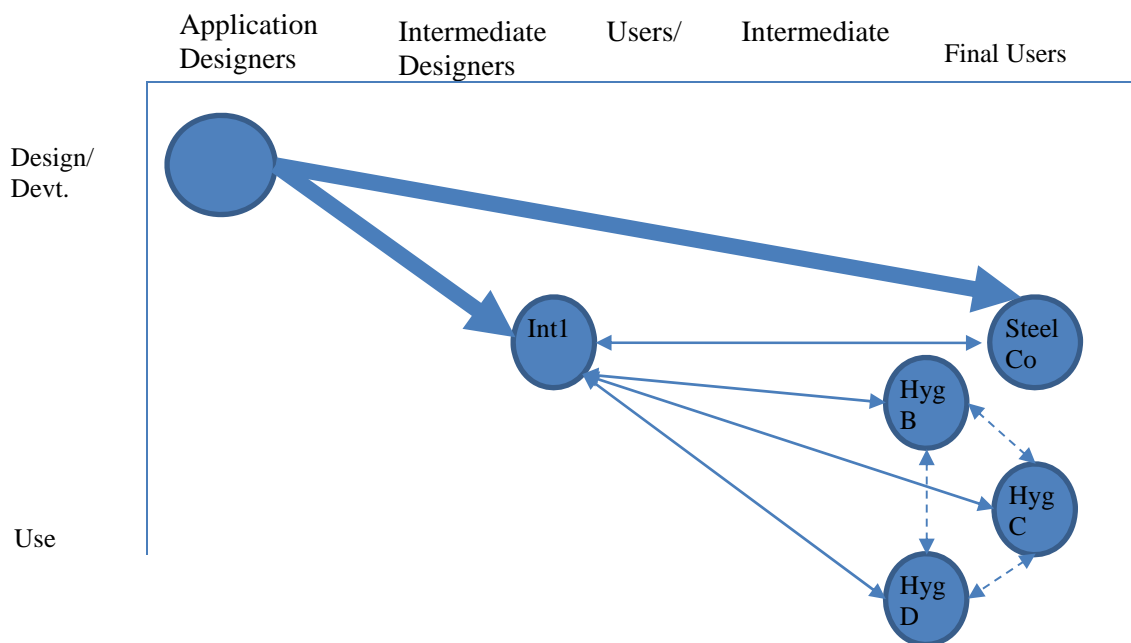 Application
Designers
Intermediate Users/ Intermediate
Designers
Final Users
Design/
Devt.
Int1
Steel
Co
Hyg
B
Hyg
C
Use
Hyg
D